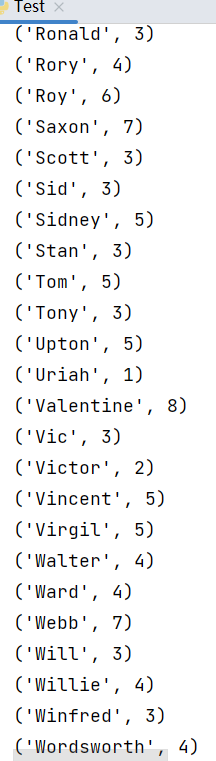 Test ×
('Ronald', 3)
('Rory', 4)
('Roy', 6)
('Saxon', 7)
('Scott', 3)
('Sid', 3)
('Sidney', 5)
('Stan', 3)
('Tom', 5)
('Tony', 3)
('Upton', 5)
('Uriah', 1)
('Valentine', 8)
('Vic', 3)
('Victor', 2)
('Vincent', 5)
('Virgil', 5)
('Walter', 4)
('Ward', 4)
('Webb', 7)
('Will', 3)
('Willie', 4)
('Winfred', 3)
('Wordsworth', 4)